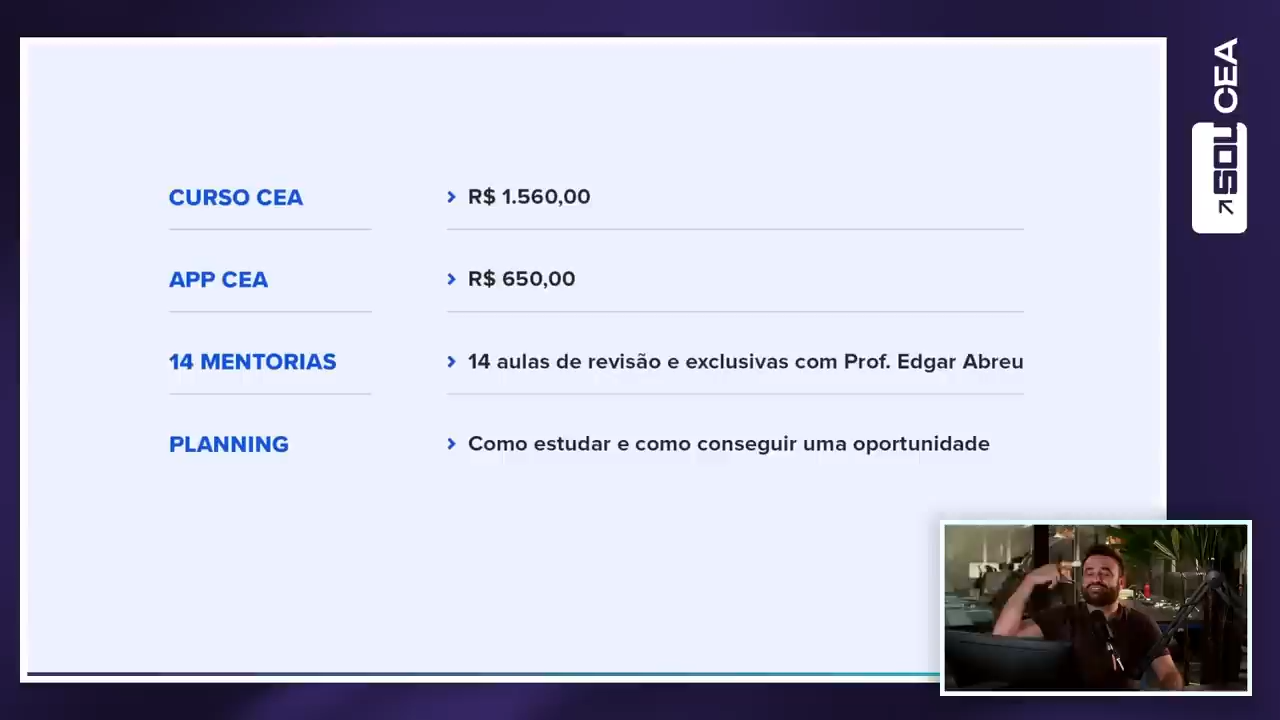 CURSO CEA
R$ 1.560,00
APP CEA
R$ 650,00
14 MENTORIAS
14 aulas de revisão e exclusivas com Prof. Edgar Abreu
PLANNING
Como estudar e como conseguir uma oportunidade
SOU CEA